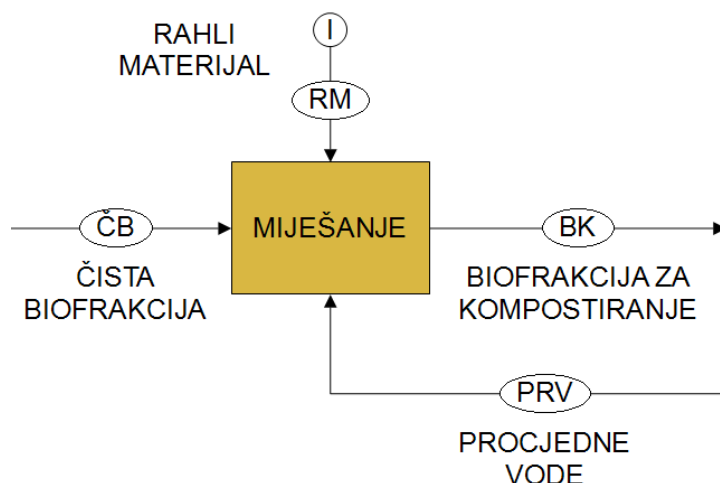 RAHLI
MATERIJAL
I
RM
ČB
MIJEŠANJE
BK
ČISTA
BIOFRAKCIJA
BIOFRAKCIJA ZA
KOMPOSTIRANJE
PRV
PROCJEDNE
VODE